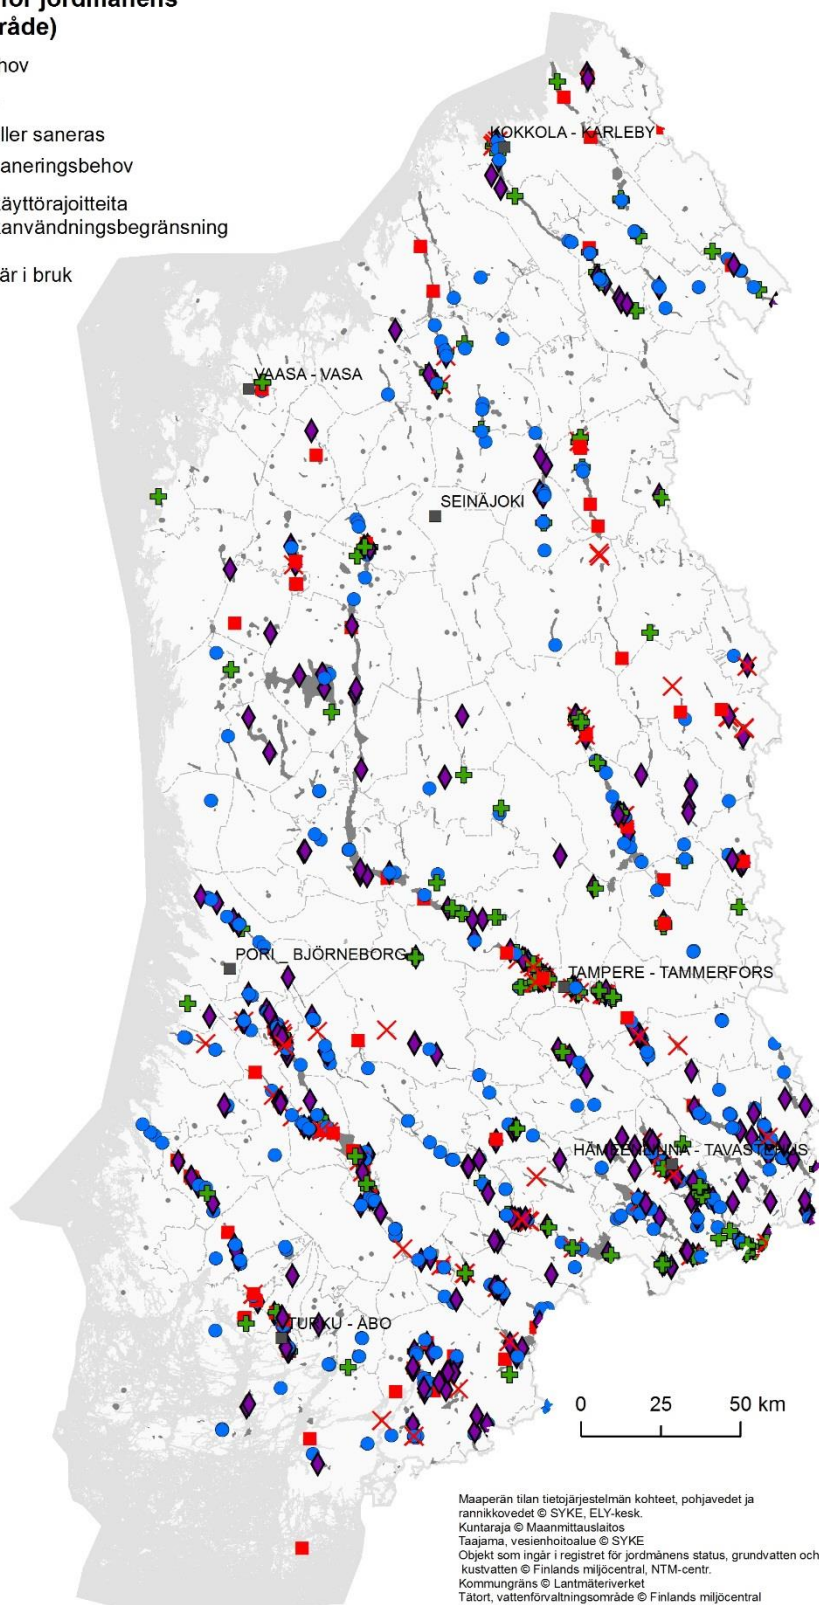 för jordmånens
råde)
hov
ller saneras
aneringsbehov
äyttörajoitteita
användningsbegränsning
är i bruk
KOKKOLA - KARLEBY
VAASA - VASA
SEINÄJOKI
PORI_ BJÖRNEBORG
TAMPERE - TAMMERFORS
HÄMEENLINNA - TAVASTEHUS
TURKU - ÅBO
0 25 50 km
Maaperän tilan tietojärjestelmän kohteet, pohjavedet ja
rannikkovedet © SYKE, ELY-kesk.
Kuntaraja © Maanmittauslaitos
Taajama, vesienhoitoalue © SYKE
Objekt som ingår i registret för jordmånens status, grundvatten och
kustvatten © Finlands miljöcentral, NTM-centr.
Kommungräns © Lantmäteriverket
Tätort, vattenförvaltningsområde © Finlands miljöcentral